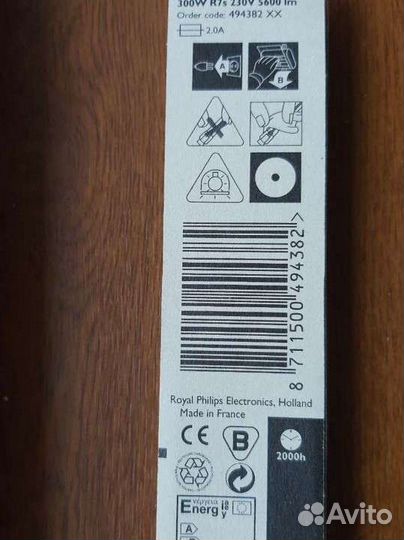 300W R7s 230V 5600 lm
Order code: 494382 XX
2.0A
A
B
8 711500 494382 >
Royal Philips Electronics, Holland
Made in France
CE
B
2000h
Energ
ενέργεια
y
A
Avito